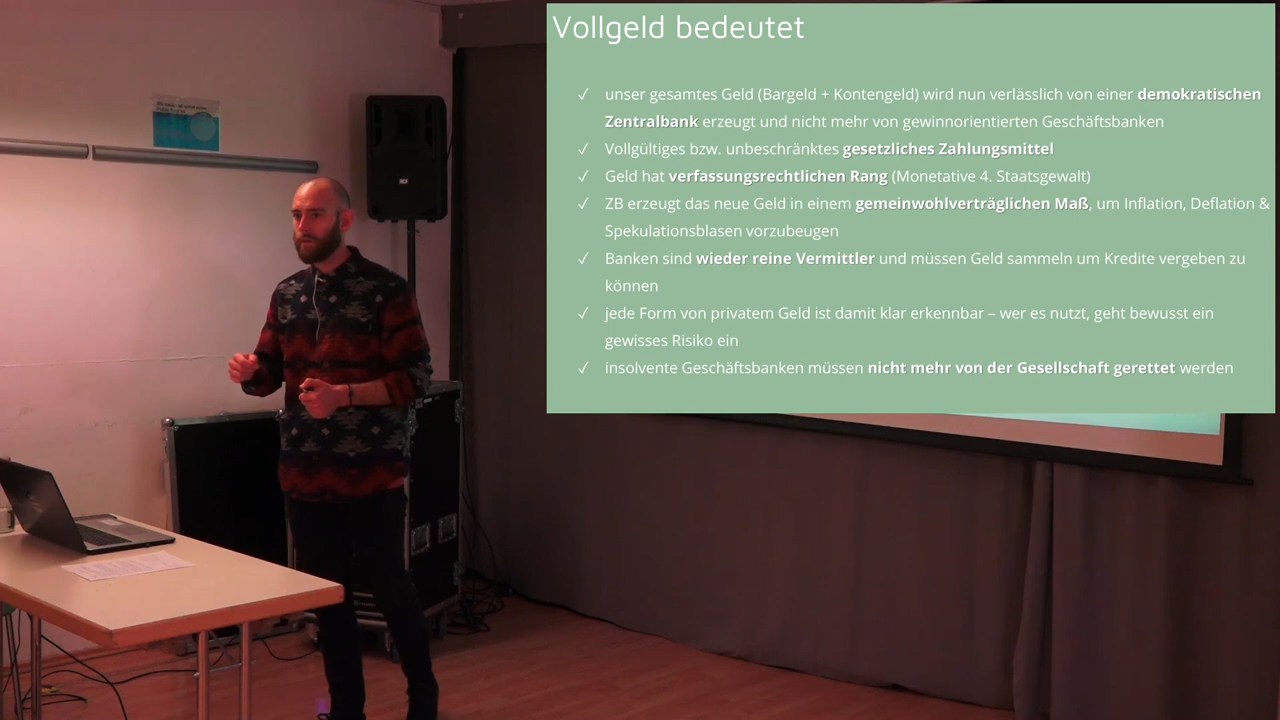 Vollgeld bedeutet
✓ unser gesamtes Geld (Bargeld + Kontengeld) wird nun verlässlich von einer demokratischen
Zentralbank erzeugt und nicht mehr von gewinnorientierten Geschäftsbanken
✓ Vollgültiges bzw. unbeschränktes gesetzliches Zahlungsmittel
✓ Geld hat verfassungsrechtlichen Rang (Monetative 4. Staatsgewalt)
✓ ZB erzeugt das neue Geld in einem gemeinwohlverträglichen Maß, um Inflation, Deflation &
Spekulationsblasen vorzubeugen
✓ Banken sind wieder reine Vermittler und müssen Geld sammeln um Kredite vergeben zu
können
✓ jede Form von privatem Geld ist damit klar erkennbar – wer es nutzt, geht bewusst ein
gewisses Risiko ein
✓ insolvente Geschäftsbanken müssen nicht mehr von der Gesellschaft gerettet werden